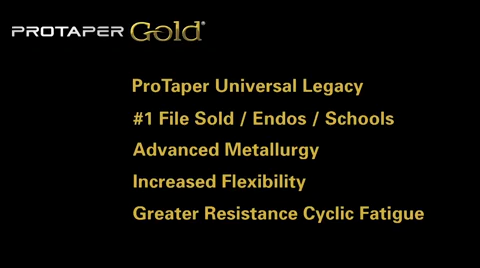 PROTAPER Gold®
ProTaper Universal Legacy
#1 File Sold / Endos / Schools
Advanced Metallurgy
Increased Flexibility
Greater Resistance Cyclic Fatigue